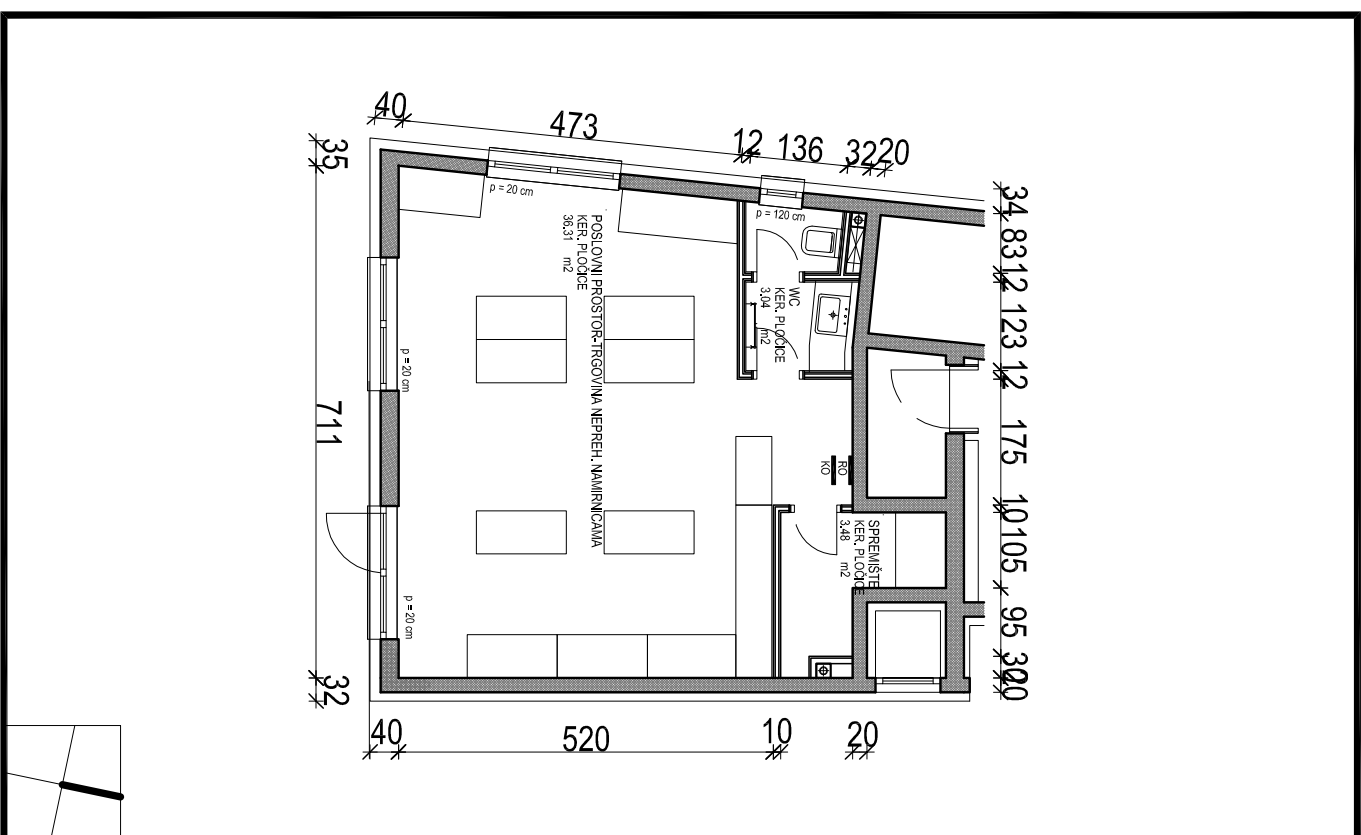 40
473
12
136
32
20
35
711
32
p = 20 cm
p = 120 cm
34
83
12
123
12
175
10
105
95
30
20
POSLOVNI PROSTOR-TRGOVINA NEPREH. NAMIRNICAMA
KER. PLOČICE
36.31 m2
WC
KER. PLOČICE
3.04 m2
p = 20 cm
RO
KO
SPREMIŠTE
KER. PLOČICE
3.48 m2
p = 20 cm
40
520
10
20